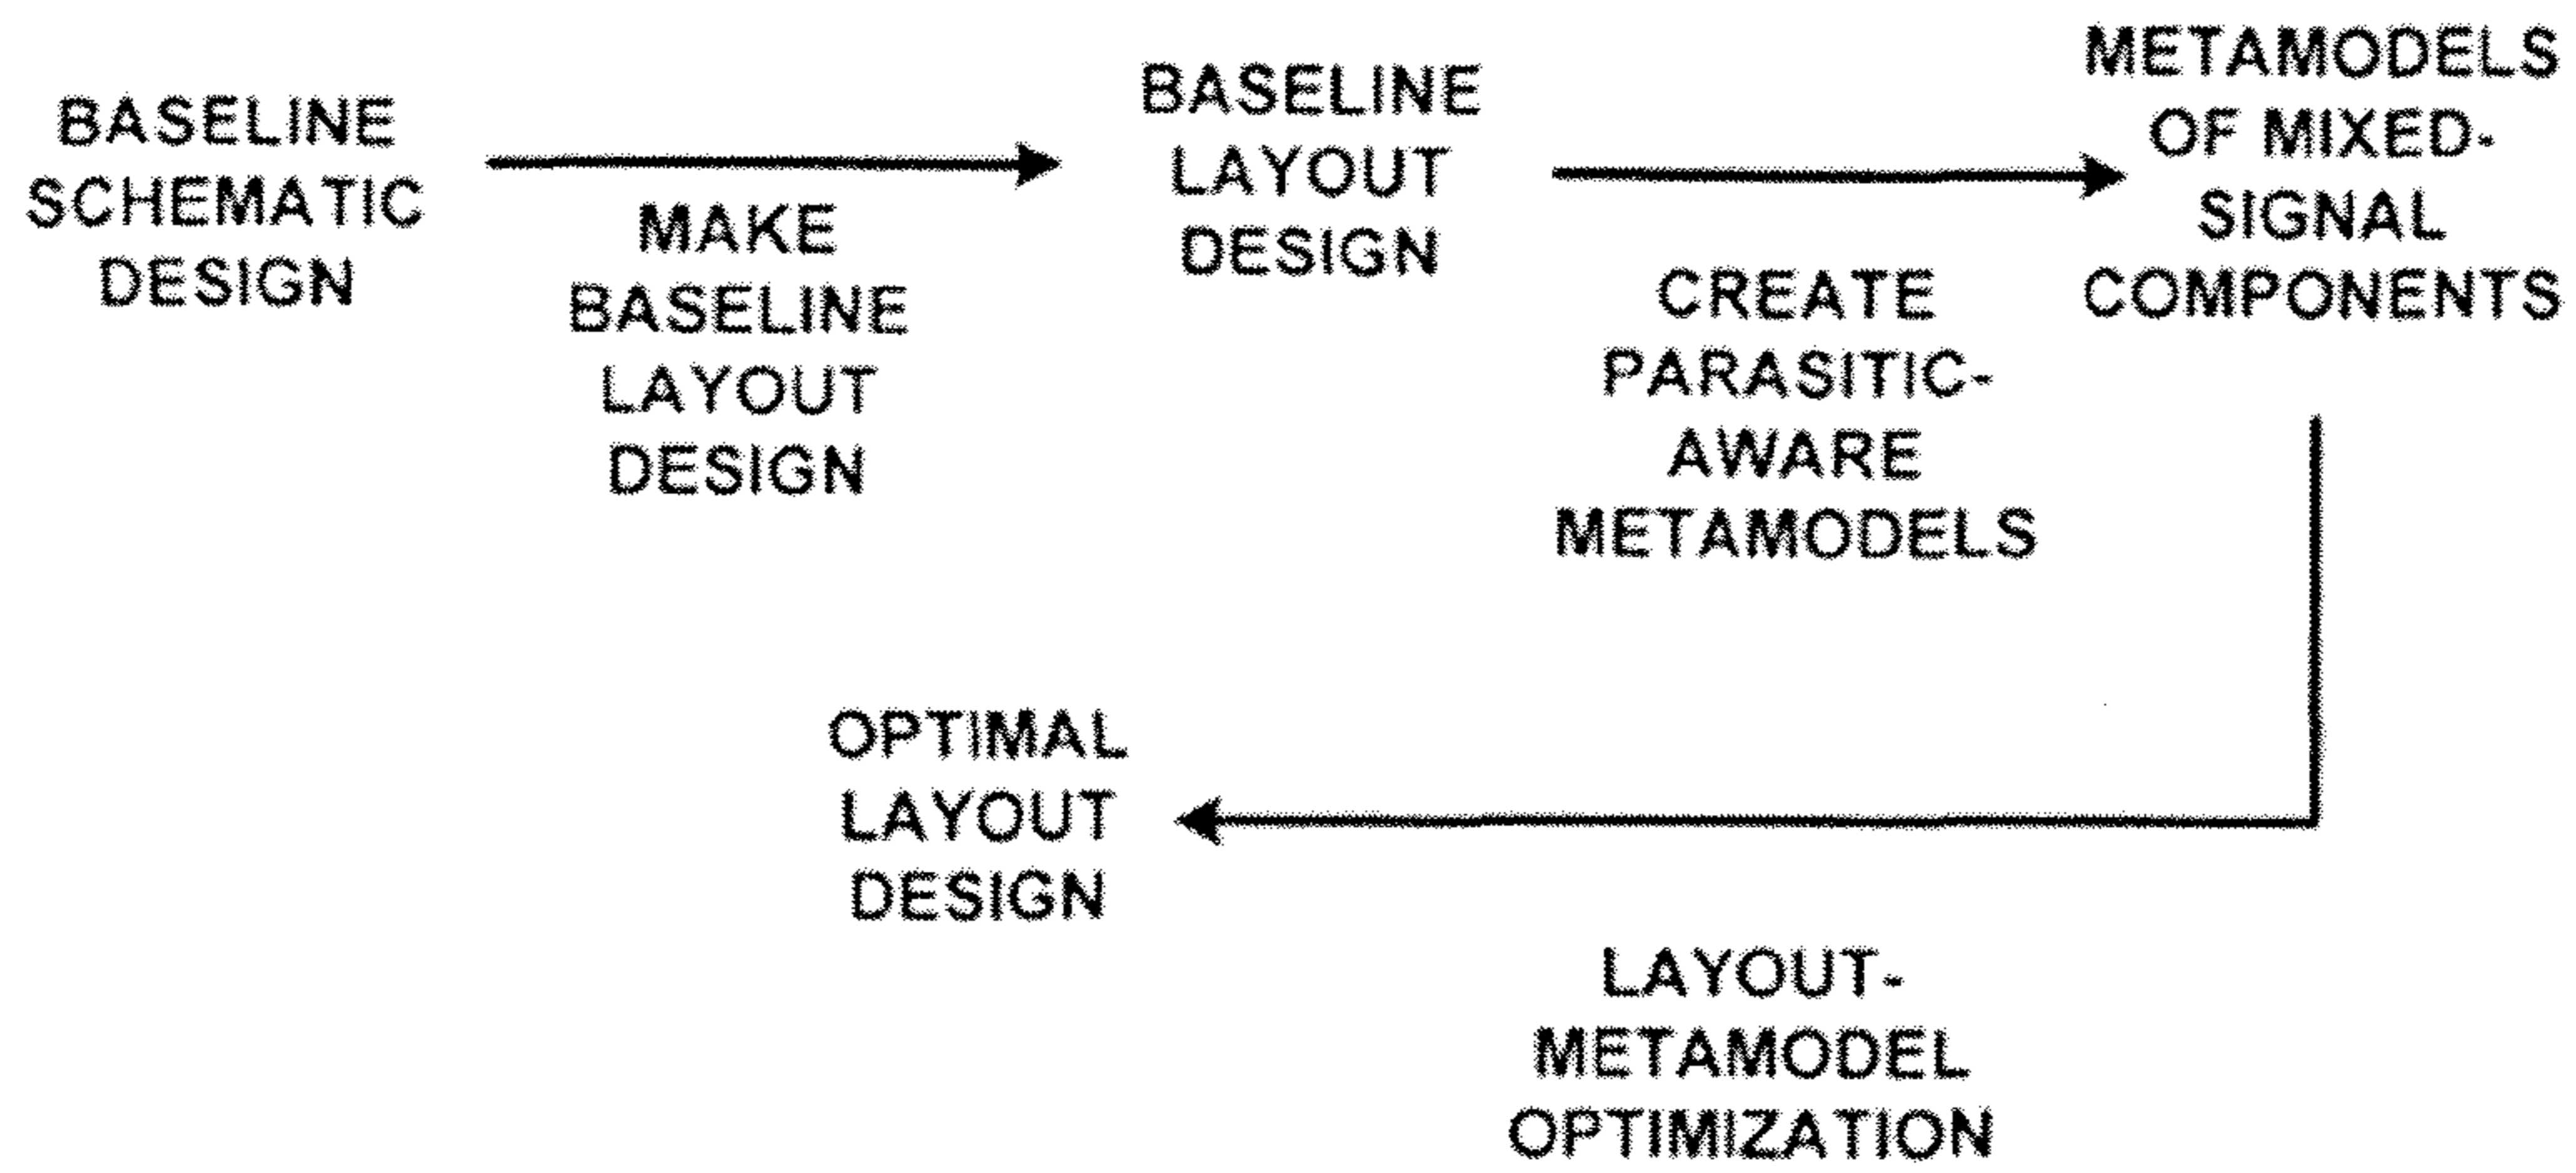 BASELINE
SCHEMATIC
DESIGN
MAKE
BASELINE
LAYOUT
DESIGN
BASELINE
LAYOUT
DESIGN
CREATE
PARASITIC-
AWARE
METAMODELS
METAMODELS
OF MIXED-
SIGNAL
COMPONENTS
LAYOUT-
METAMODEL
OPTIMIZATION
OPTIMAL
LAYOUT
DESIGN